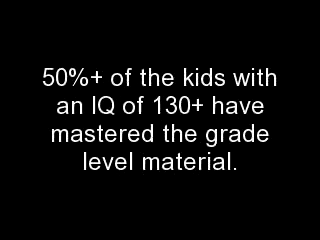 50%+ of the kids with
an IQ of 130+ have
mastered the grade
level material.